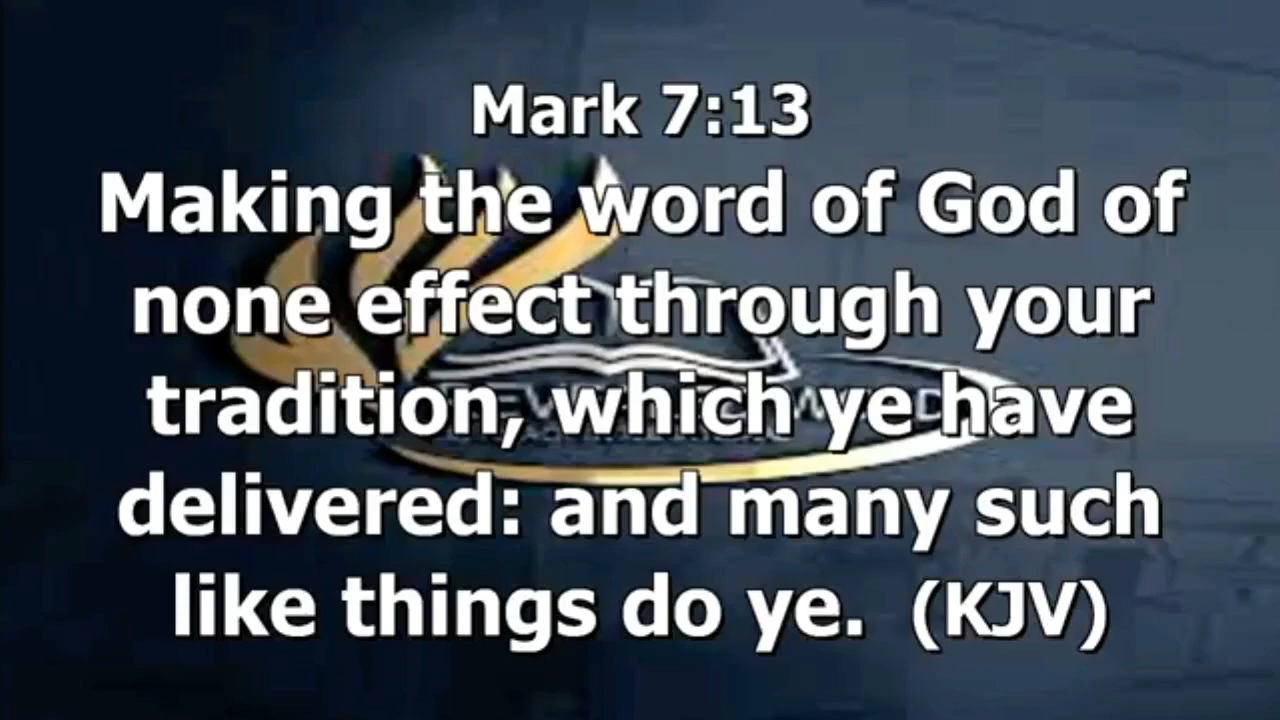 Mark 7:13
Making the word of God of
none effect through your
tradition, which ye have
delivered: and many such
like things do ye. (KJV)